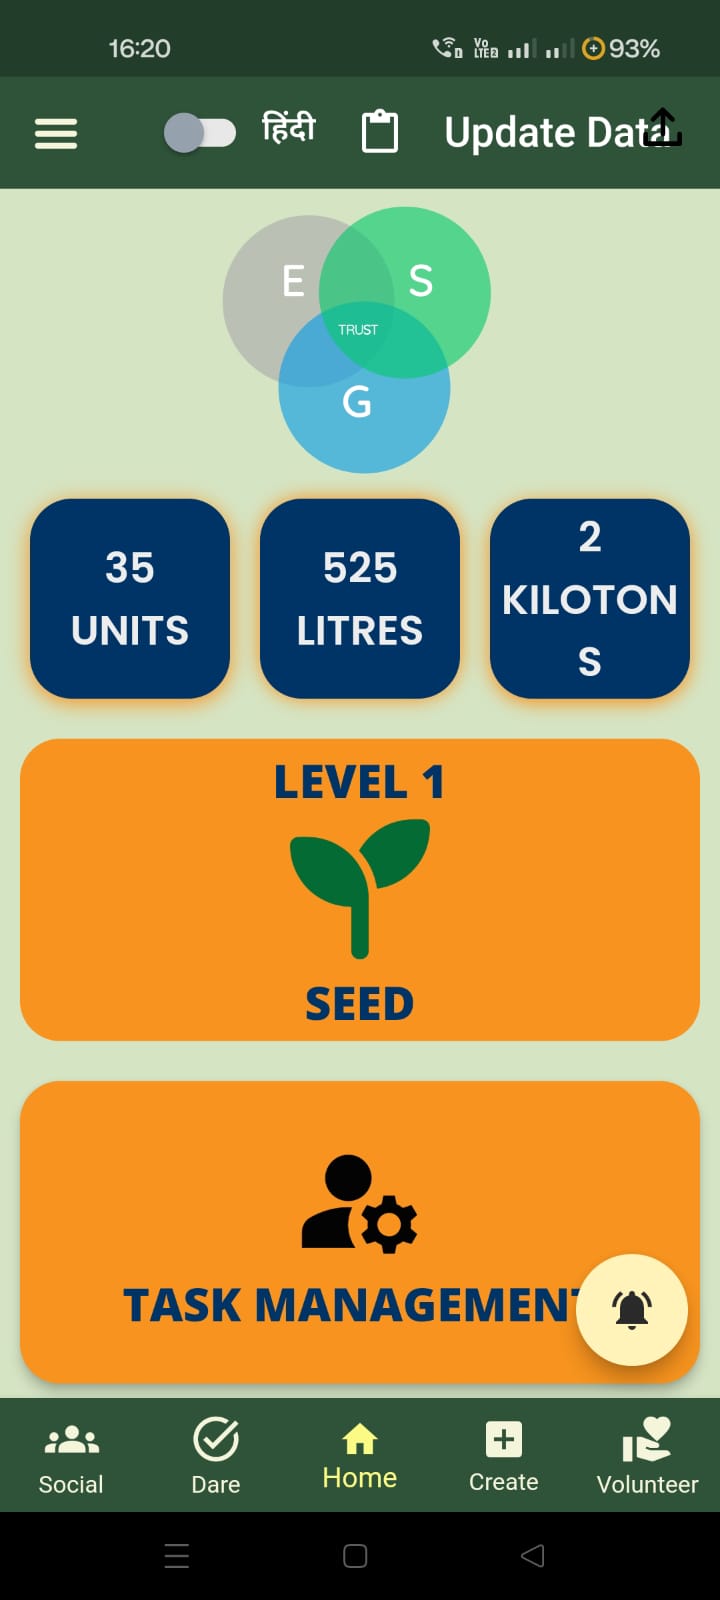 16:20
Vo
LTE2
93%
हिंदी
Update Data
E
S
TRUST
G
35
UNITS
525
LITRES
2
KILOTON
S
LEVEL 1
SEED
TASK MANAGEMENT
Social
Dare
Home
Create
Volunteer